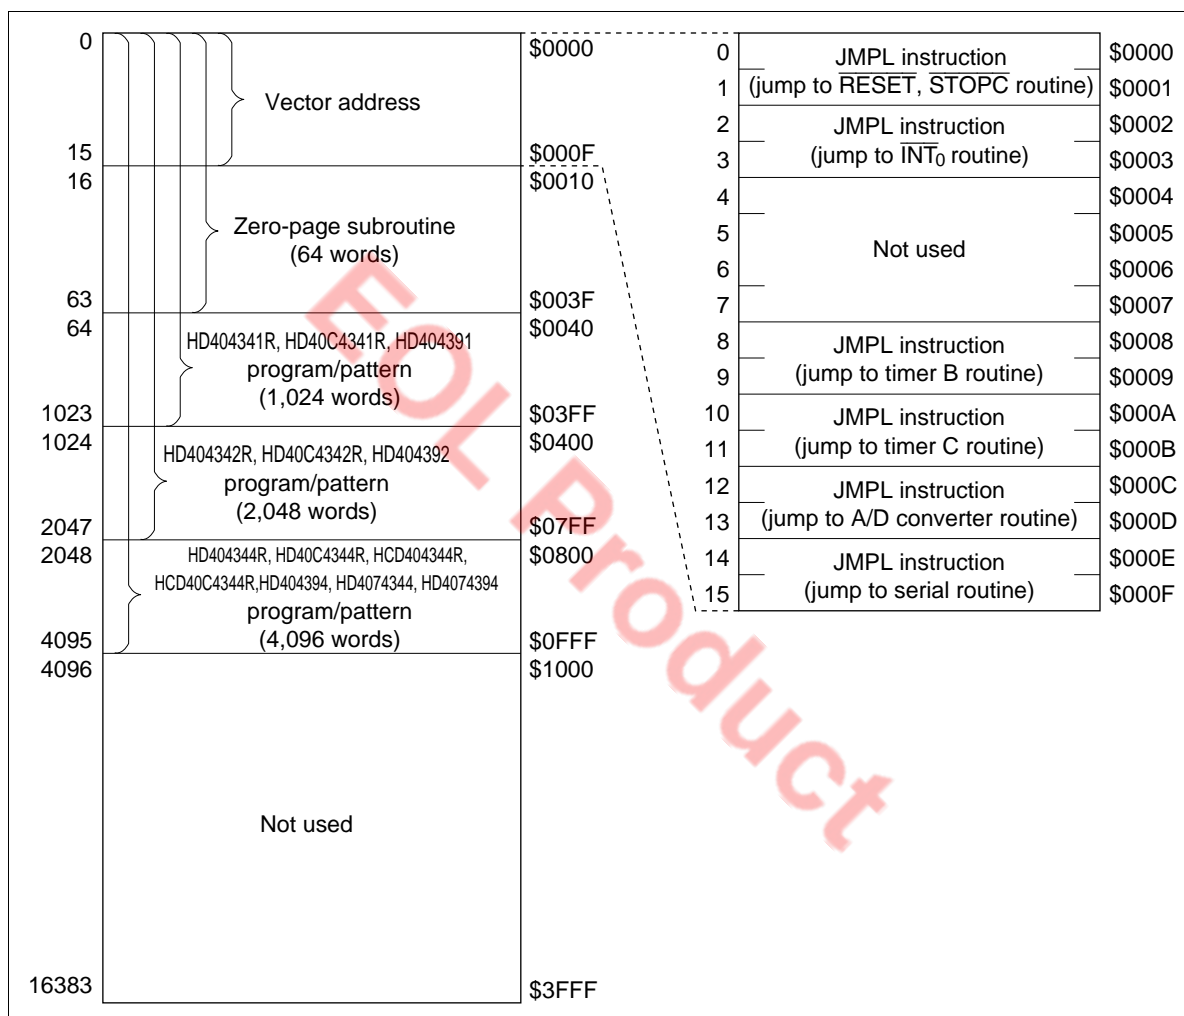 0
$0000
Vector address
15
$000F
16
$0010
Zero-page subroutine
(64 words)
63
$003F
64
$0040
HD404341R, HD40C4341R, HD404391
program/pattern
(1,024 words)
1023
$03FF
1024
$0400
HD404342R, HD40C4342R, HD404392
program/pattern
(2,048 words)
2047
$07FF
2048
$0800
HD404344R, HD40C4344R, HCD404344R,
HCD40C4344R,HD404394, HD4074344, HD4074394
program/pattern
(4,096 words)
4095
$0FFF
4096
$1000
Not used
16383
$3FFF
0
JMPL instruction
$0000
1
(jump to RESET, STOPC routine)
$0001
2
JMPL instruction
$0002
3
(jump to INT0 routine)
$0003
4
$0004
5
Not used
$0005
6
$0006
7
$0007
8
JMPL instruction
$0008
9
(jump to timer B routine)
$0009
10
JMPL instruction
$000A
11
(jump to timer C routine)
$000B
12
JMPL instruction
$000C
13
(jump to A/D converter routine)
$000D
14
JMPL instruction
$000E
15
(jump to serial routine)
$000F
EOL Product